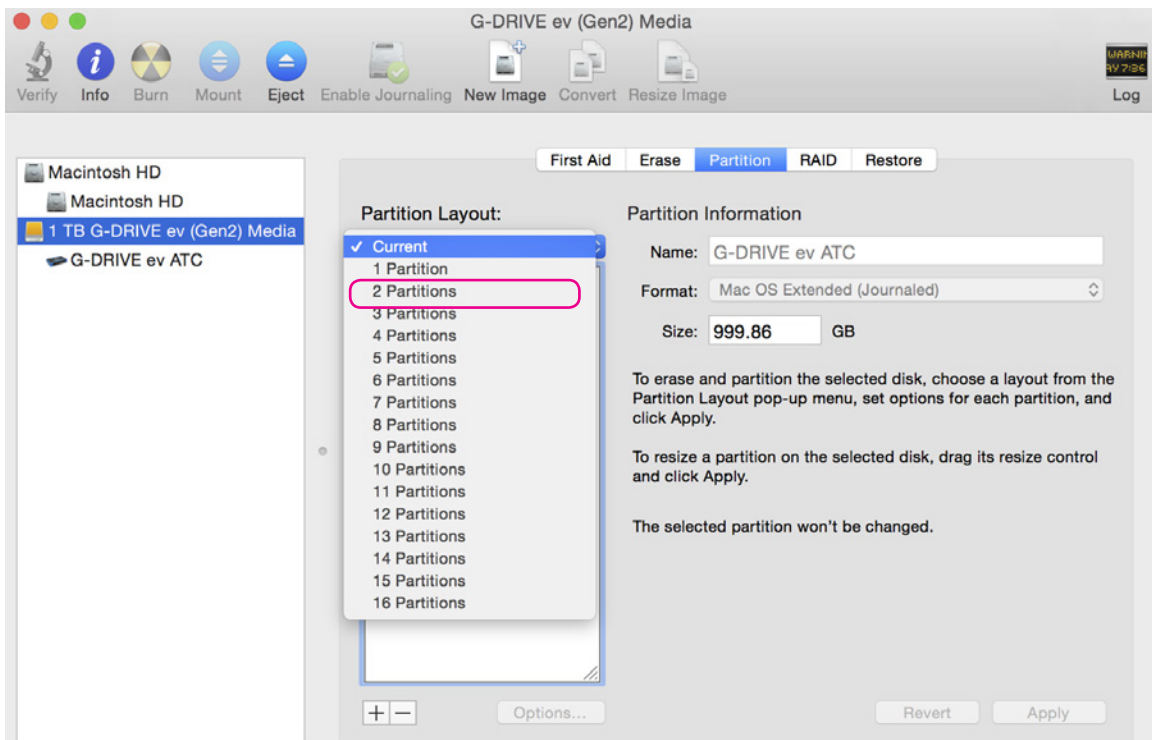 G-DRIVE ev (Gen2) Media
Verify Info Burn Mount Eject Enable Journaling New Image Convert Resize Image Log
WARNIN
AY 7:36
Macintosh HD
Macintosh HD
1 TB G-DRIVE ev (Gen2) Media
G-DRIVE ev ATC
First Aid Erase Partition RAID Restore
Partition Layout:
✓ Current
1 Partition
2 Partitions
3 Partitions
4 Partitions
5 Partitions
6 Partitions
7 Partitions
8 Partitions
9 Partitions
10 Partitions
11 Partitions
12 Partitions
13 Partitions
14 Partitions
15 Partitions
16 Partitions
+ −
Options...
Partition Information
Name: G-DRIVE ev ATC
Format: Mac OS Extended (Journaled)
Size: 999.86 GB
To erase and partition the selected disk, choose a layout from the
Partition Layout pop-up menu, set options for each partition, and
click Apply.
To resize a partition on the selected disk, drag its resize control
and click Apply.
The selected partition won't be changed.
Revert Apply